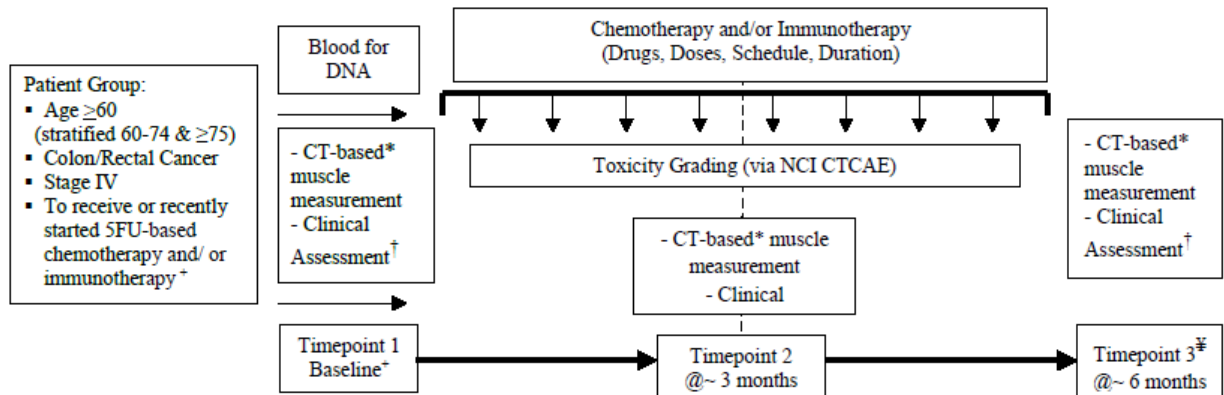 Patient Group:
▪ Age ≥60
(stratified 60-74 & ≥75)
▪ Colon/Rectal Cancer
▪ Stage IV
▪ To receive or recently
started 5FU-based
chemotherapy and/ or
immunotherapy⁺
Blood for
DNA
- CT-based*
muscle
measurement
- Clinical
Assessment†
Timepoint 1
Baseline⁺
Chemotherapy and/or Immunotherapy
(Drugs, Doses, Schedule, Duration)
Toxicity Grading (via NCI CTCAE)
- CT-based* muscle
measurement
- Clinical
Timepoint 2
@~ 3 months
- CT-based*
muscle
measurement
- Clinical
Assessment†
Timepoint 3¥
@~ 6 months